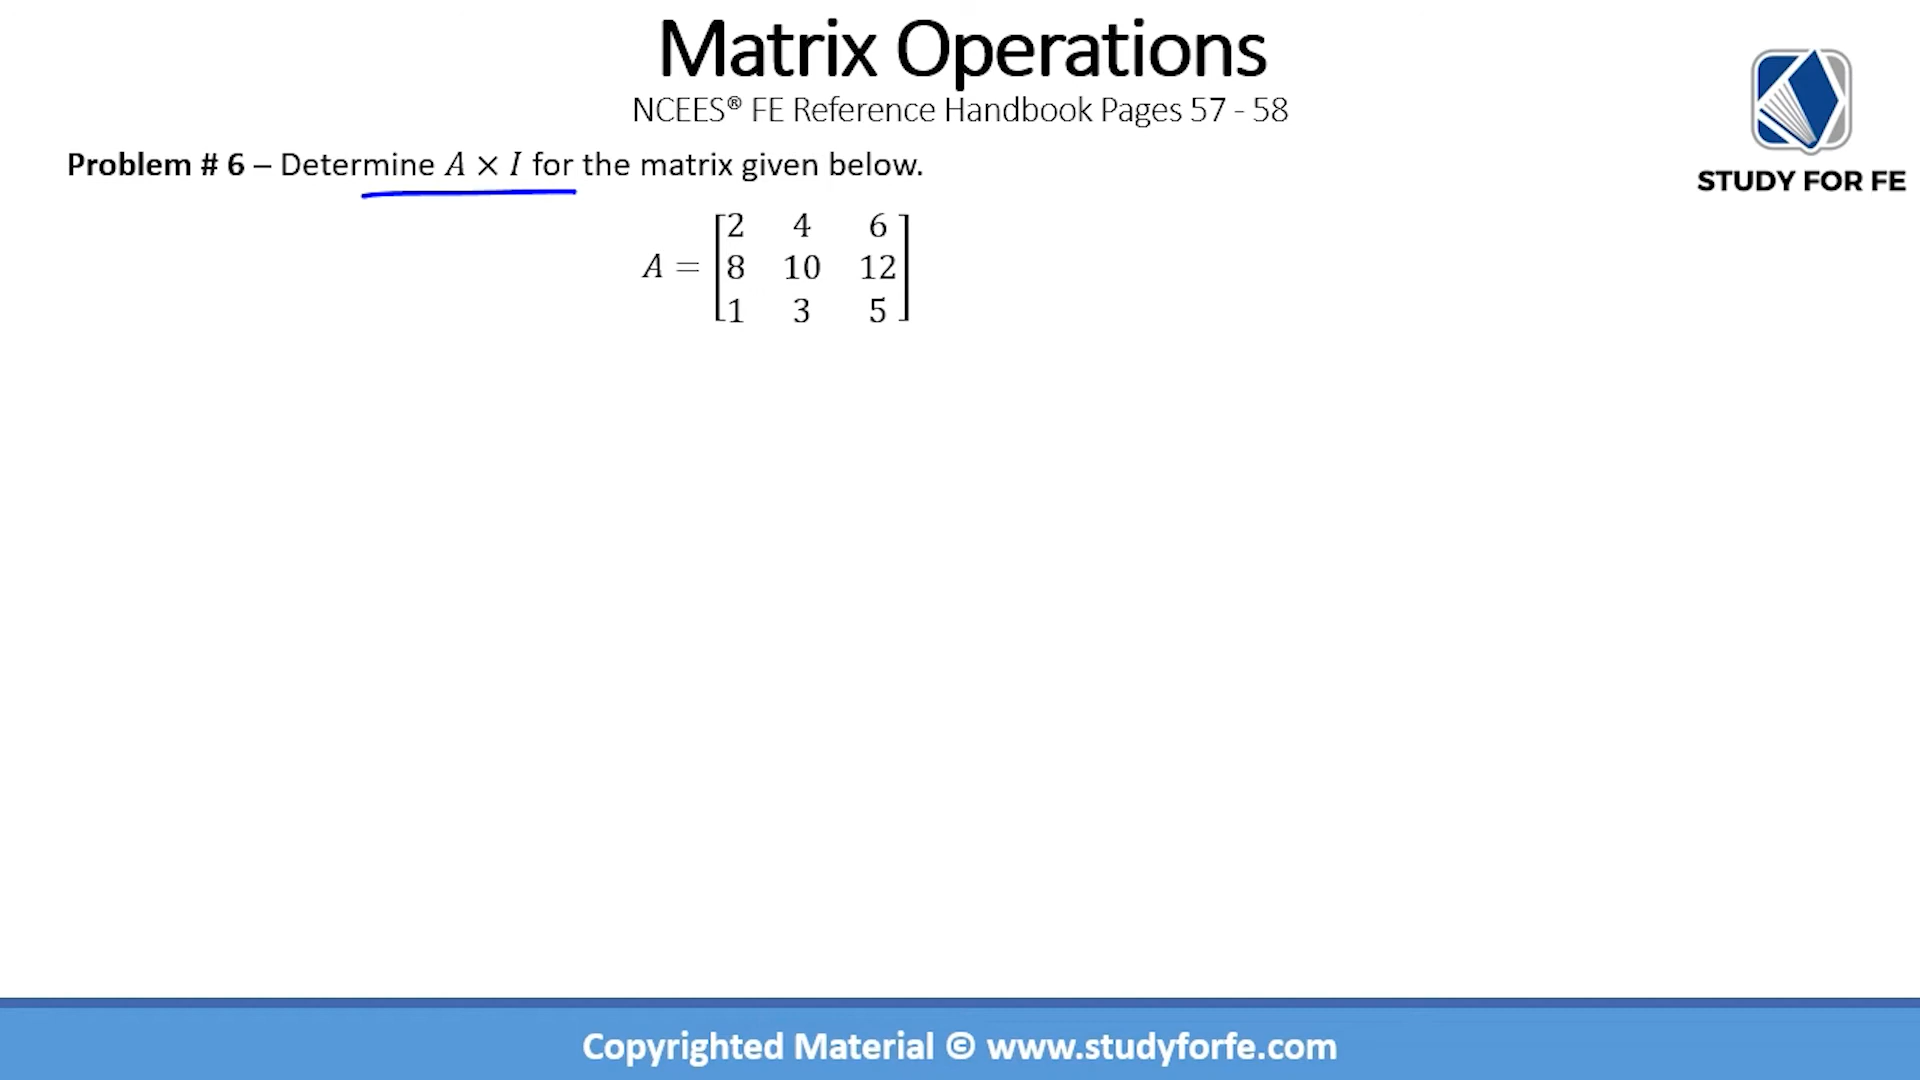 Matrix Operations
NCEES® FE Reference Handbook Pages 57 - 58
STUDY FOR FE
Problem # 6 – Determine A × I for the matrix given below.
A = [2 4 6
8 10 12
1 3 5]
Copyrighted Material © www.studyforfe.com